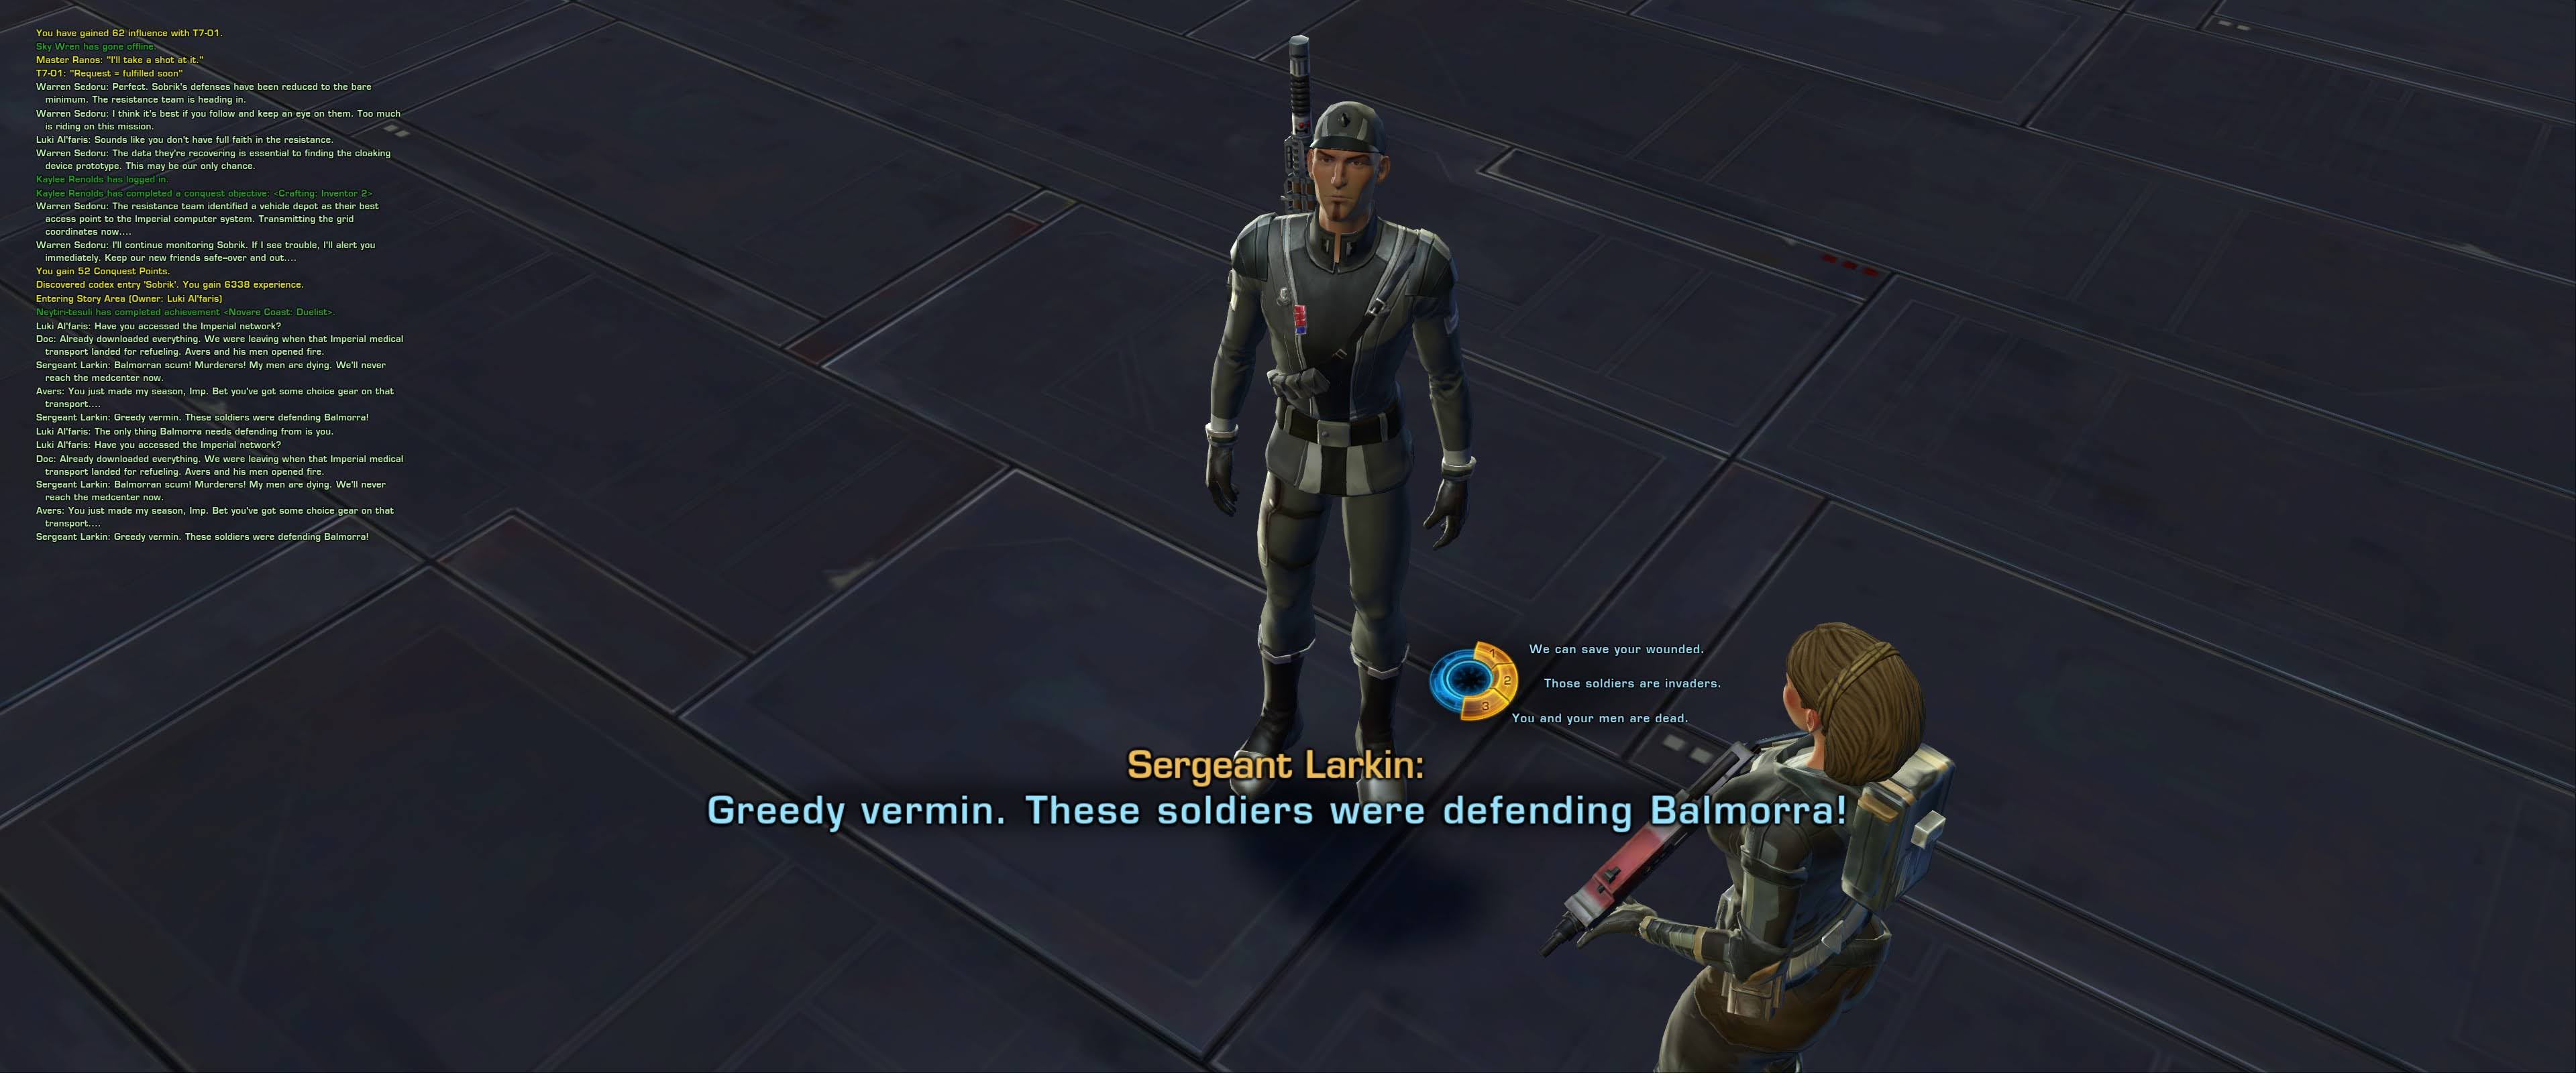 You have gained 62 influence with T7-01.
Sky Wren has gone offline.
Master Ranos: "I'll take a shot at it."
T7-01: "Request = fulfilled soon"
Warren Sedoru: Perfect. Sobrik's defenses have been reduced to the bare
minimum. The resistance team is heading in.
Warren Sedoru: I think it's best if you follow and keep an eye on them. Too much
is riding on this mission.
Luki Al'faris: Sounds like you don't have full faith in the resistance.
Warren Sedoru: The data they're recovering is essential to finding the cloaking
device prototype. This may be our only chance.
Kaylee Renolds has logged in.
Kaylee Renolds has completed a conquest objective: <Crafting: Inventor 2>
Warren Sedoru: The resistance team identified a vehicle depot as their best
access point to the Imperial computer system. Transmitting the grid
coordinates now....
Warren Sedoru: I'll continue monitoring Sobrik. If I see trouble, I'll alert you
immediately. Keep our new friends safe--over and out....
You gain 52 Conquest Points.
Discovered codex entry 'Sobrik'. You gain 6338 experience.
Entering Story Area (Owner: Luki Al'faris)
Neytiri-tesuli has completed achievement <Novare Coast: Duelist>.
Luki Al'faris: Have you accessed the Imperial network?
Doc: Already downloaded everything. We were leaving when that Imperial medical
transport landed for refueling. Avers and his men opened fire.
Sergeant Larkin: Balmorran scum! Murderers! My men are dying. We'll never
reach the medcenter now.
Avers: You just made my season, Imp. Bet you've got some choice gear on that
transport....
Sergeant Larkin: Greedy vermin. These soldiers were defending Balmorra!
Luki Al'faris: The only thing Balmorra needs defending from is you.
Luki Al'faris: Have you accessed the Imperial network?
Doc: Already downloaded everything. We were leaving when that Imperial medical
transport landed for refueling. Avers and his men opened fire.
Sergeant Larkin: Balmorran scum! Murderers! My men are dying. We'll never
reach the medcenter now.
Avers: You just made my season, Imp. Bet you've got some choice gear on that
transport....
Sergeant Larkin: Greedy vermin. These soldiers were defending Balmorra!
1 We can save your wounded.
2 Those soldiers are invaders.
3 You and your men are dead.
Sergeant Larkin:
Greedy vermin. These soldiers were defending Balmorra!